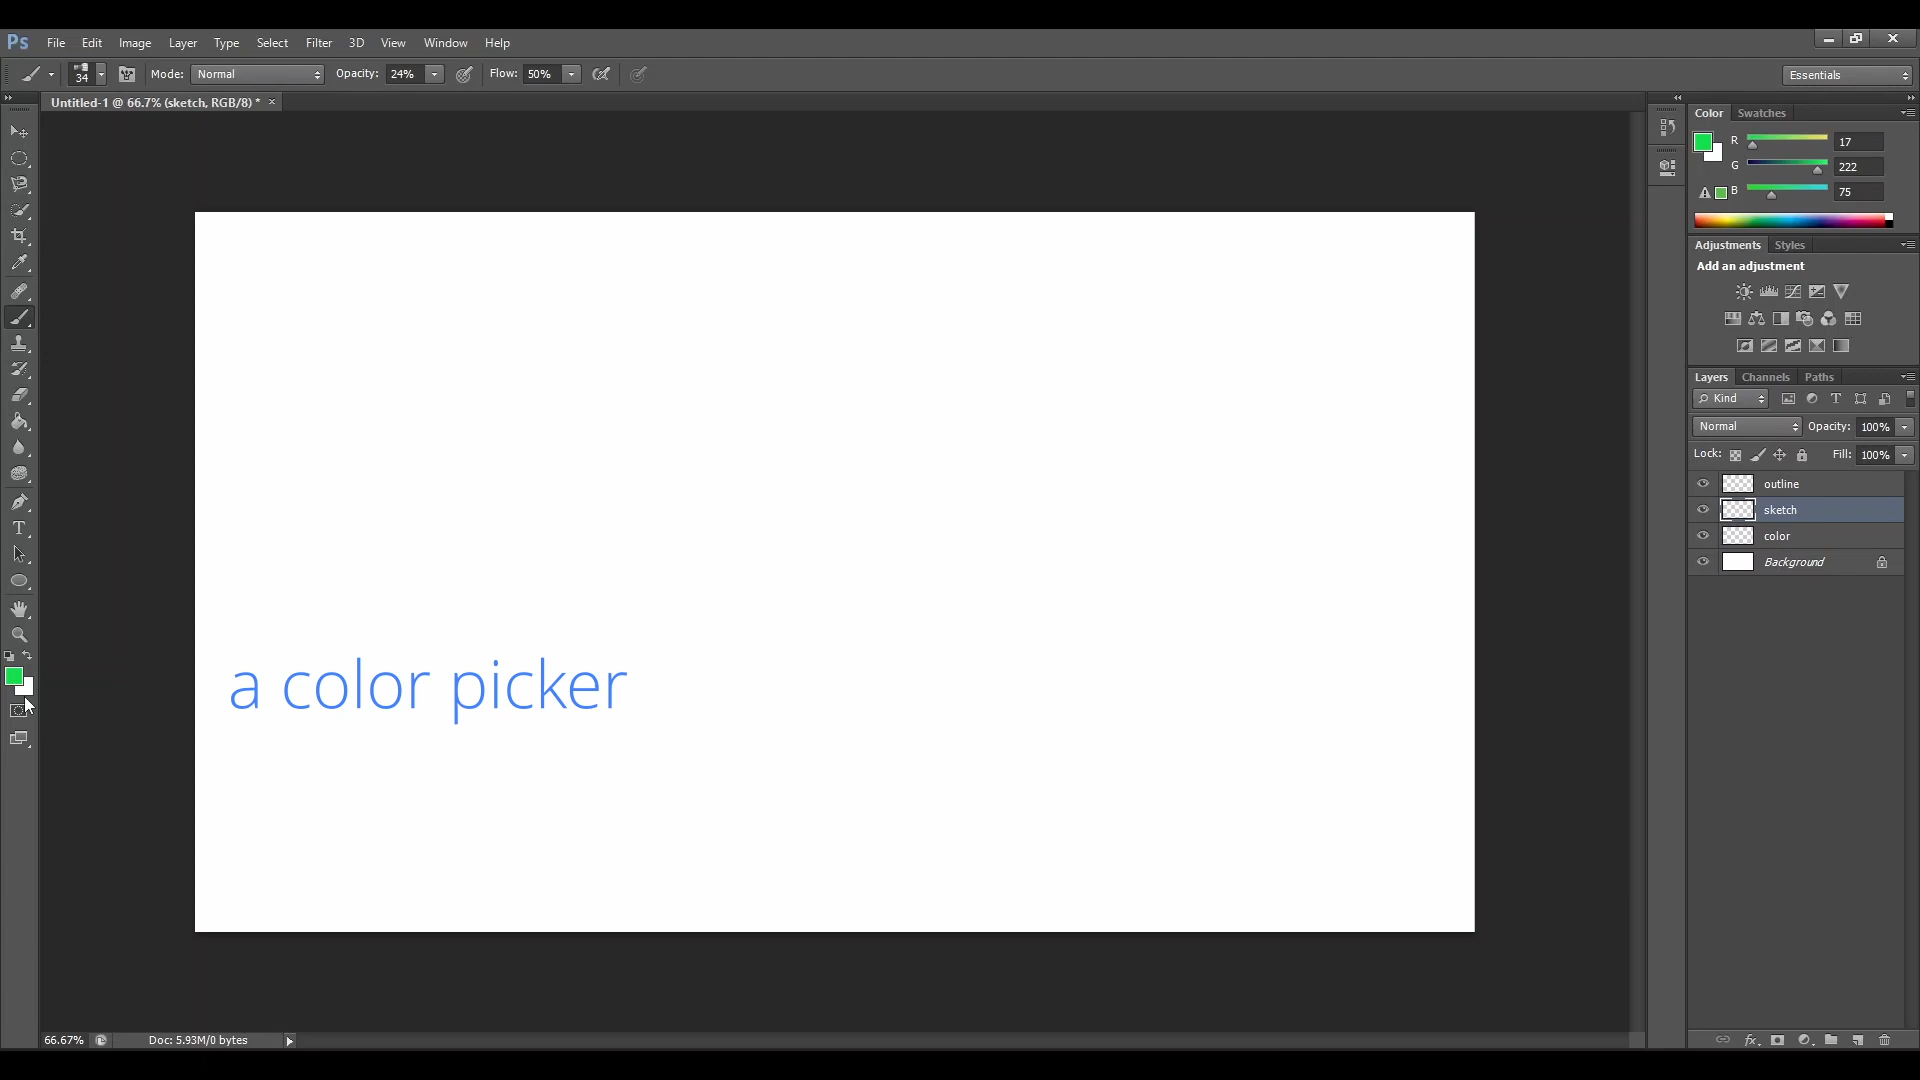 Ps File Edit Image Layer Type Select Filter 3D View Window Help
34 Mode: Normal Opacity: 24% Flow: 50% Essentials
Untitled-1 @ 66.7% (sketch, RGB/8) * ×
Color Swatches
R 17
G 222
B 75
Adjustments Styles
Add an adjustment
Layers Channels Paths
Kind
Normal Opacity: 100%
Lock: Fill: 100%
outline
sketch
color
Background
a color picker
66.67% Doc: 5.93M/0 bytes
fx